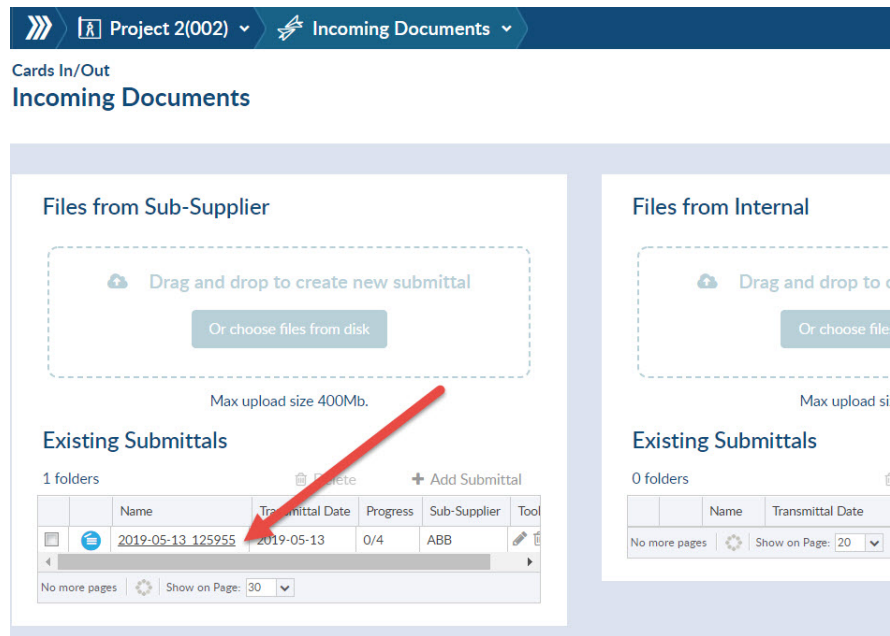 Project 2(002) Incoming Documents
Cards In/Out
Incoming Documents
Files from Sub-Supplier
Drag and drop to create new submittal
Or choose files from disk
Max upload size 400Mb.
Existing Submittals
1 folders Delete + Add Submittal
Name Transmittal Date Progress Sub-Supplier Tool
2019-05-13_125955 2019-05-13 0/4 ABB
No more pages Show on Page: 30
Files from Internal
Drag and drop to
Or choose file
Max upload si
Existing Submittals
0 folders
Name Transmittal Date
No more pages Show on Page: 20